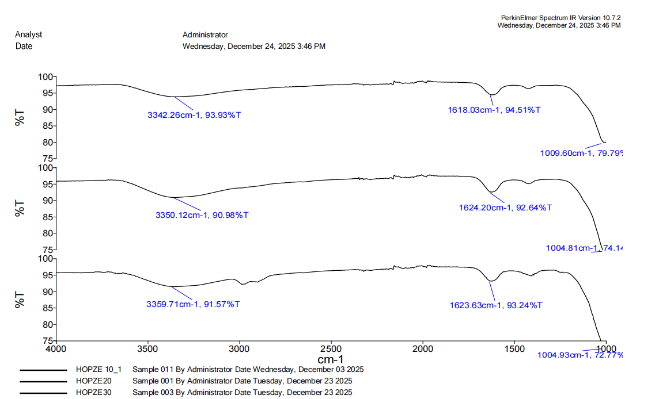 PerkinElmer Spectrum IR Version 10.7.2
Wednesday, December 24, 2025 3:46 PM
Analyst Administrator
Date Wednesday, December 24, 2025 3:46 PM
100
95
90
85
80
75
%T
3342.26cm-1, 93.93%T
1618.03cm-1, 94.51%T
1009.60cm-1, 79.79%
100
95
90
85
80
75
%T
3350.12cm-1, 90.98%T
1624.20cm-1, 92.64%T
1004.81cm-1, 74.14
100
95
90
85
80
75
%T
3359.71cm-1, 91.57%T
1623.63cm-1, 93.24%T
1004.93cm-1, 72.77%
4000 3500 3000 2500 2000 1500 1000
cm-1
HOPZE 10_1 Sample 011 By Administrator Date Wednesday, December 03 2025
HOPZE20 Sample 001 By Administrator Date Tuesday, December 23 2025
HOPZE30 Sample 003 By Administrator Date Tuesday, December 23 2025